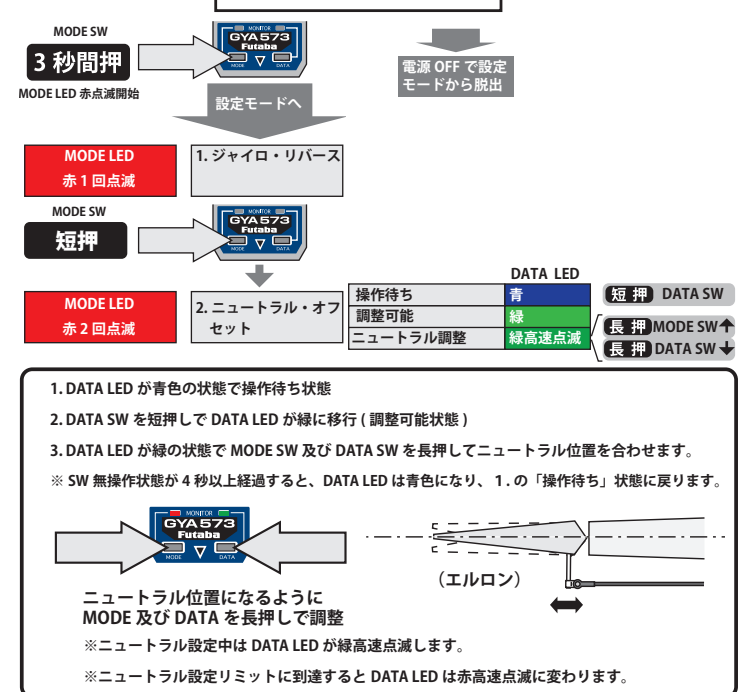 MODE SW
3 秒間押
MODE LED 赤点滅開始
MONITOR
GYA573
Futaba
MODE
DATA
電源 OFF で設定
モードから脱出
設定モードへ
MODE LED
赤 1 回点滅
1. ジャイロ・リバース
MODE SW
短押
MONITOR
GYA573
Futaba
MODE
DATA
MODE LED
赤 2 回点滅
2. ニュートラル・オフ
セット
DATA LED
操作待ち 青
調整可能 緑
ニュートラル調整 緑高速点滅
短 押 DATA SW
長 押 MODE SW↑
長 押 DATA SW↓
1. DATA LED が青色の状態で操作待ち状態
2. DATA SW を短押しで DATA LED が緑に移行 ( 調整可能状態 )
3. DATA LED が緑の状態で MODE SW 及び DATA SW を長押してニュートラル位置を合わせます。
※ SW 無操作状態が 4 秒以上経過すると、DATA LED は青色になり、１. の「操作待ち」状態に戻ります。
MONITOR
GYA573
Futaba
MODE
DATA
ニュートラル位置になるように
MODE 及び DATA を長押しで調整
（エルロン）
※ニュートラル設定中は DATA LED が緑高速点滅します。
※ニュートラル設定リミットに到達すると DATA LED は赤高速点滅に変わります。